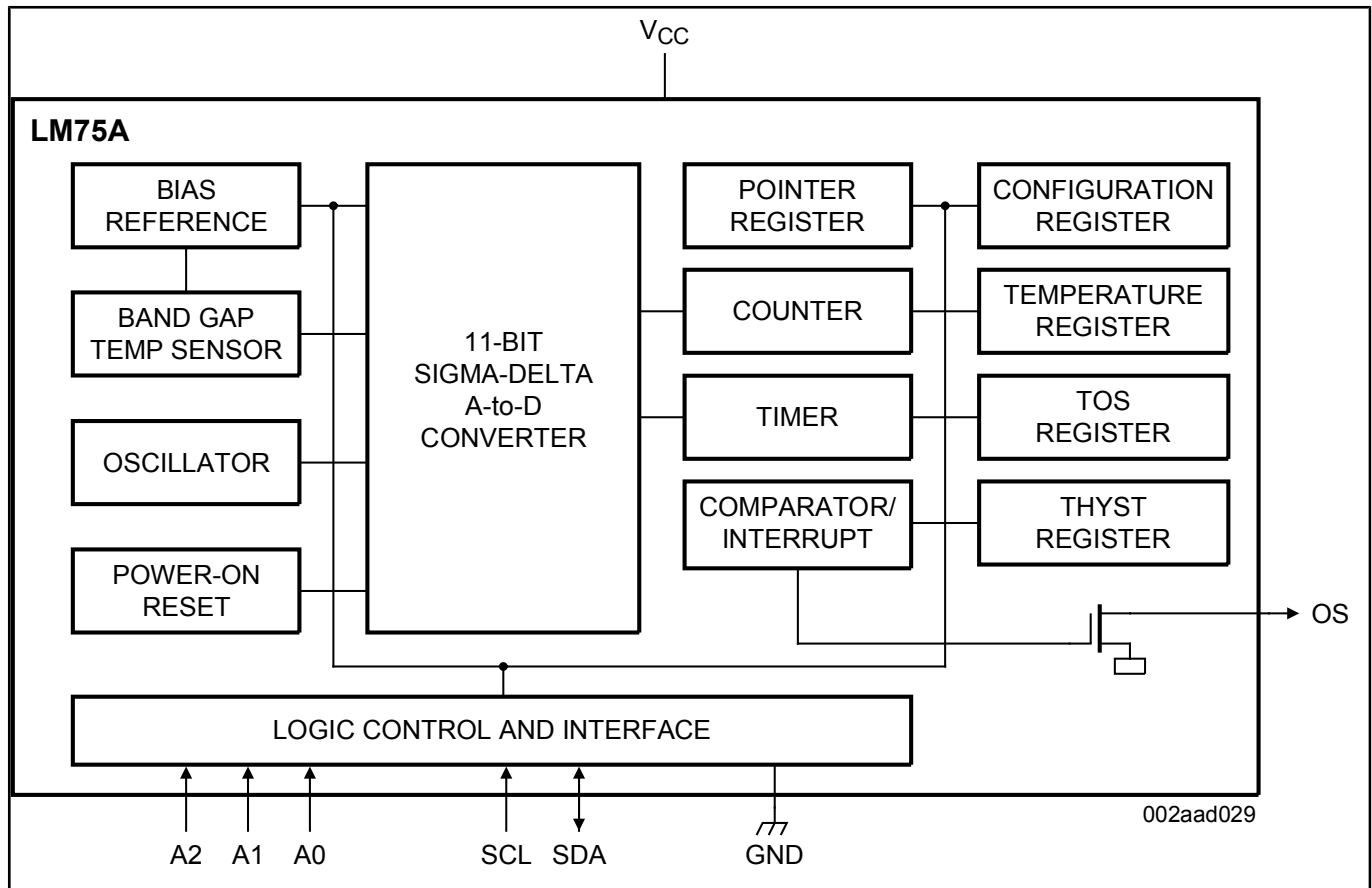 VCC
LM75A
BIAS
REFERENCE
BAND GAP
TEMP SENSOR
OSCILLATOR
POWER-ON
RESET
11-BIT
SIGMA-DELTA
A-to-D
CONVERTER
POINTER
REGISTER
COUNTER
TIMER
COMPARATOR/
INTERRUPT
CONFIGURATION
REGISTER
TEMPERATURE
REGISTER
TOS
REGISTER
THYST
REGISTER
OS
LOGIC CONTROL AND INTERFACE
002aad029
A2 A1 A0 SCL SDA GND